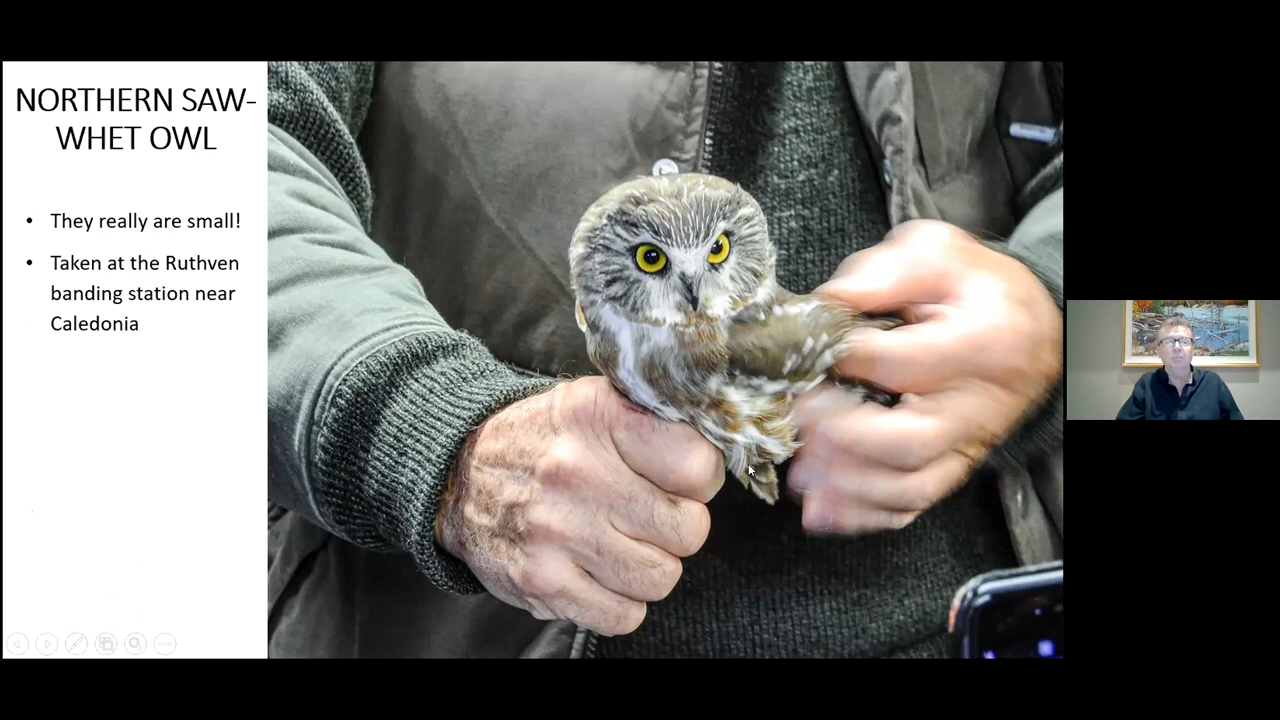 NORTHERN SAW-
WHET OWL
• They really are small!
• Taken at the Ruthven
banding station near
Caledonia